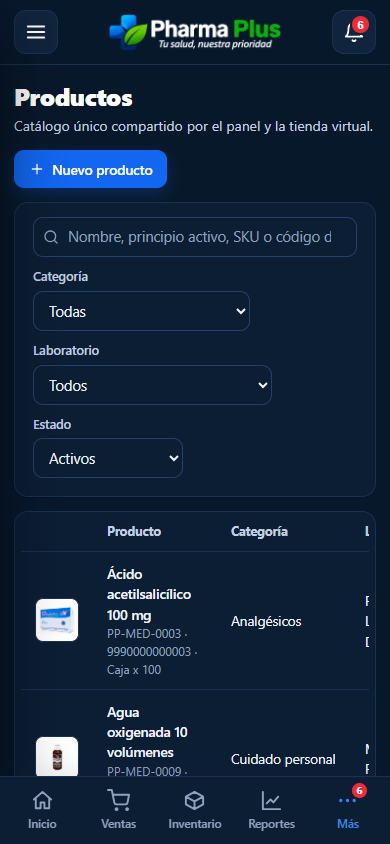 Pharma Plus
Tu salud, nuestra prioridad
6
Productos
Catálogo único compartido por el panel y la tienda virtual.
+ Nuevo producto
Nombre, principio activo, SKU o código d
Categoría
Todas
Laboratorio
Todos
Estado
Activos
Producto Categoría L
Ácido
acetilsalicílico
100 mg
PP-MED-0003 ·
9990000000003 ·
Caja x 100
Analgésicos
Agua
oxigenada 10
volúmenes
PP-MED-0009 ·
Cuidado personal
6
Inicio Ventas Inventario Reportes Más